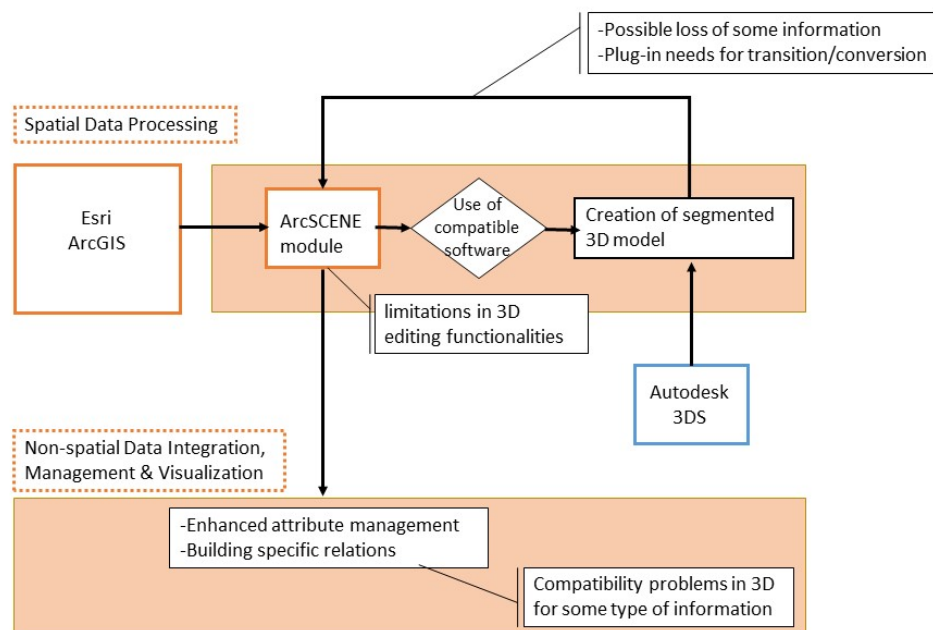 -Possible loss of some information
-Plug-in needs for transition/conversion
Spatial Data Processing
Esri
ArcGIS
ArcSCENE
module
Use of
compatible
software
Creation of segmented
3D model
limitations in 3D
editing functionalities
Autodesk
3DS
Non-spatial Data Integration,
Management & Visualization
-Enhanced attribute management
-Building specific relations
Compatibility problems in 3D
for some type of information